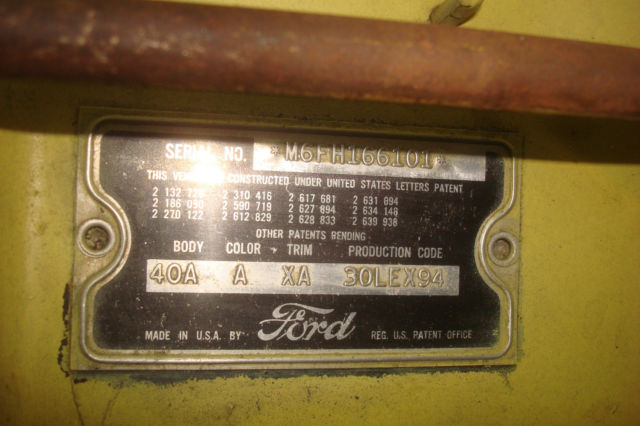 SERIAL NO. *M6FH166101*
THIS VEHICLE CONSTRUCTED UNDER UNITED STATES LETTERS PATENT
2 132 2 310 416 2 617 681 2 631 694
2 186 090 2 590 719 2 627 894 2 634 148
2 270 122 2 612 829 2 628 833 2 639 938
OTHER PATENTS PENDING
BODY COLOR TRIM PRODUCTION CODE
40A A XA 30LEX94
MADE IN U.S.A. BY Ford REG. U.S. PATENT OFFICE